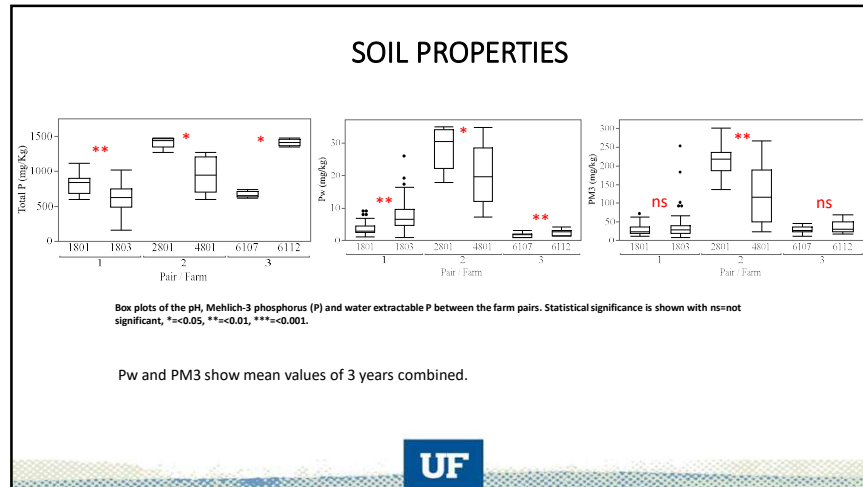 SOIL PROPERTIES
Total P (mg/Kg)
1500
1000
500
0
**
*
*
1801 1803 2801 4801 6107 6112
1 2 3
Pair / Farm
Pw (mg/kg)
30
20
10
0
**
*
**
1801 1803 2801 4801 6107 6112
1 2 3
Pair / Farm
PM3 (mg/kg)
300
250
200
150
100
50
0
ns
**
ns
1801 1803 2801 4801 6107 6112
1 2 3
Pair / Farm
Box plots of the pH, Mehlich-3 phosphorus (P) and water extractable P between the farm pairs. Statistical significance is shown with ns=not
significant, *=<0.05, **=<0.01, ***=<0.001.
Pw and PM3 show mean values of 3 years combined.
UF